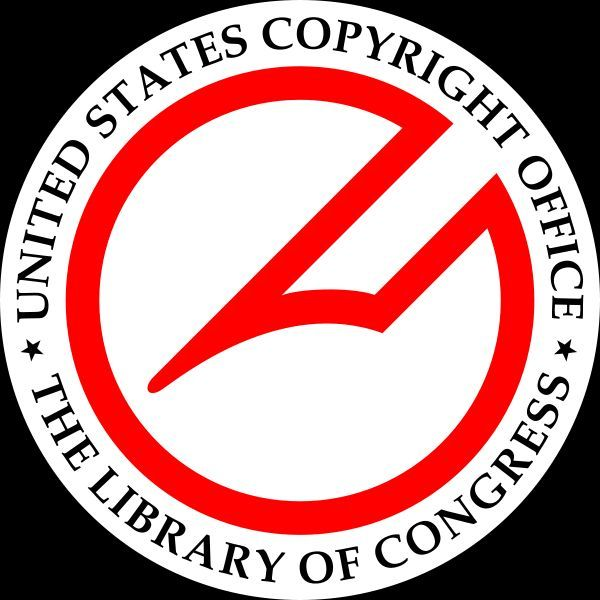 UNITED STATES COPYRIGHT OFFICE
★ THE LIBRARY OF CONGRESS ★